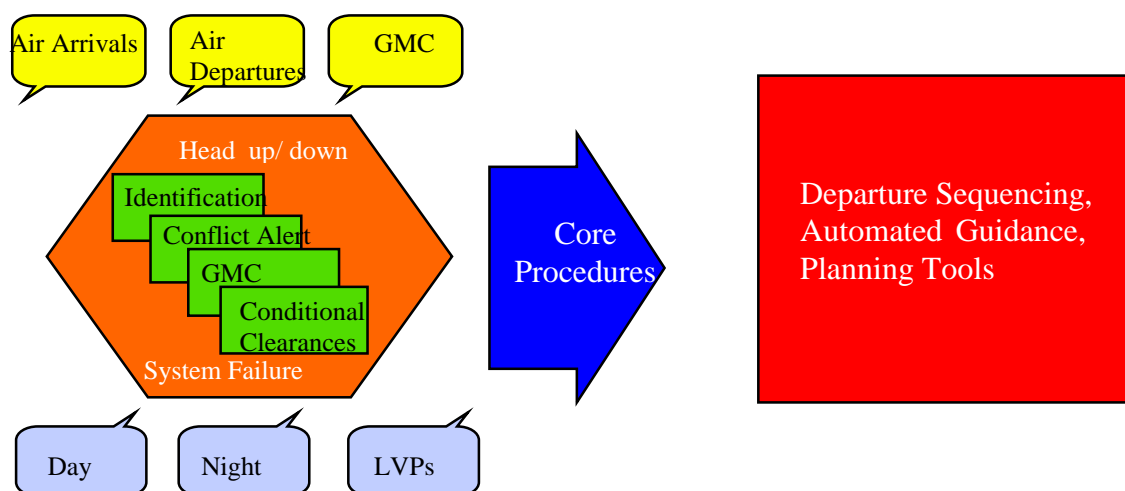 Air Arrivals
Air
Departures
GMC
Head up/ down
Identification
Conflict Alert
GMC
Conditional
Clearances
System Failure
Core
Procedures
Departure Sequencing,
Automated Guidance,
Planning Tools
Day
Night
LVPs